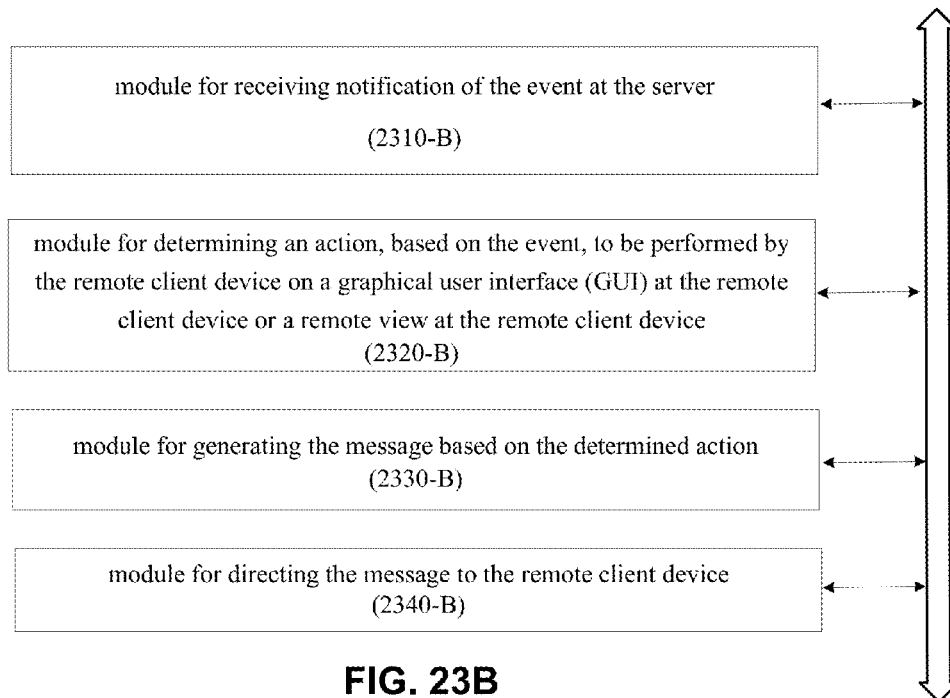 module for receiving notification of the event at the server
(2310-B)
module for determining an action, based on the event, to be performed by
the remote client device on a graphical user interface (GUI) at the remote
client device or a remote view at the remote client device
(2320-B)
module for generating the message based on the determined action
(2330-B)
module for directing the message to the remote client device
(2340-B)
FIG. 23B